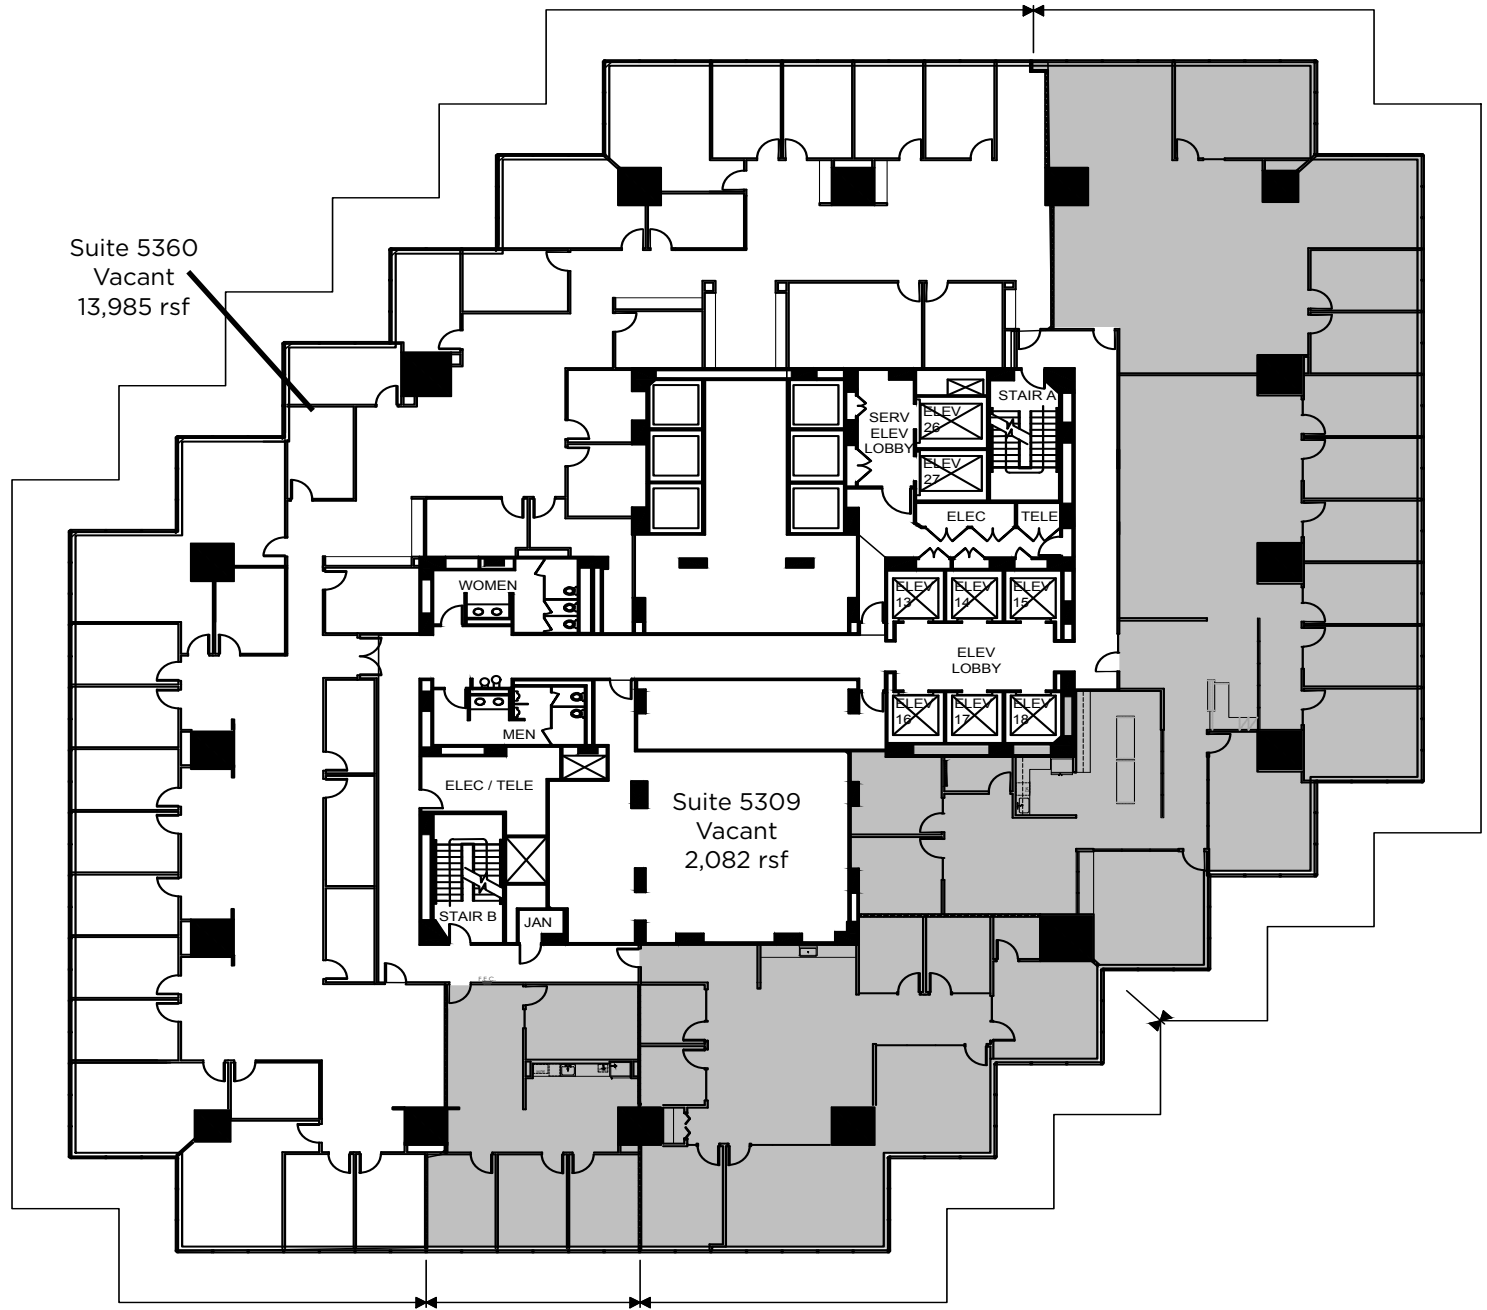 Suite 5360
Vacant
13,985 rsf
STAIR A
SERV
ELEV
LOBBY
ELEV
26
ELEV
27
ELEC
TELE
WOMEN
ELEV
13
ELEV
14
ELEV
15
ELEV
LOBBY
ELEV
16
ELEV
17
ELEV
18
MEN
ELEC / TELE
Suite 5309
Vacant
2,082 rsf
STAIR B
JAN
F.E.C.